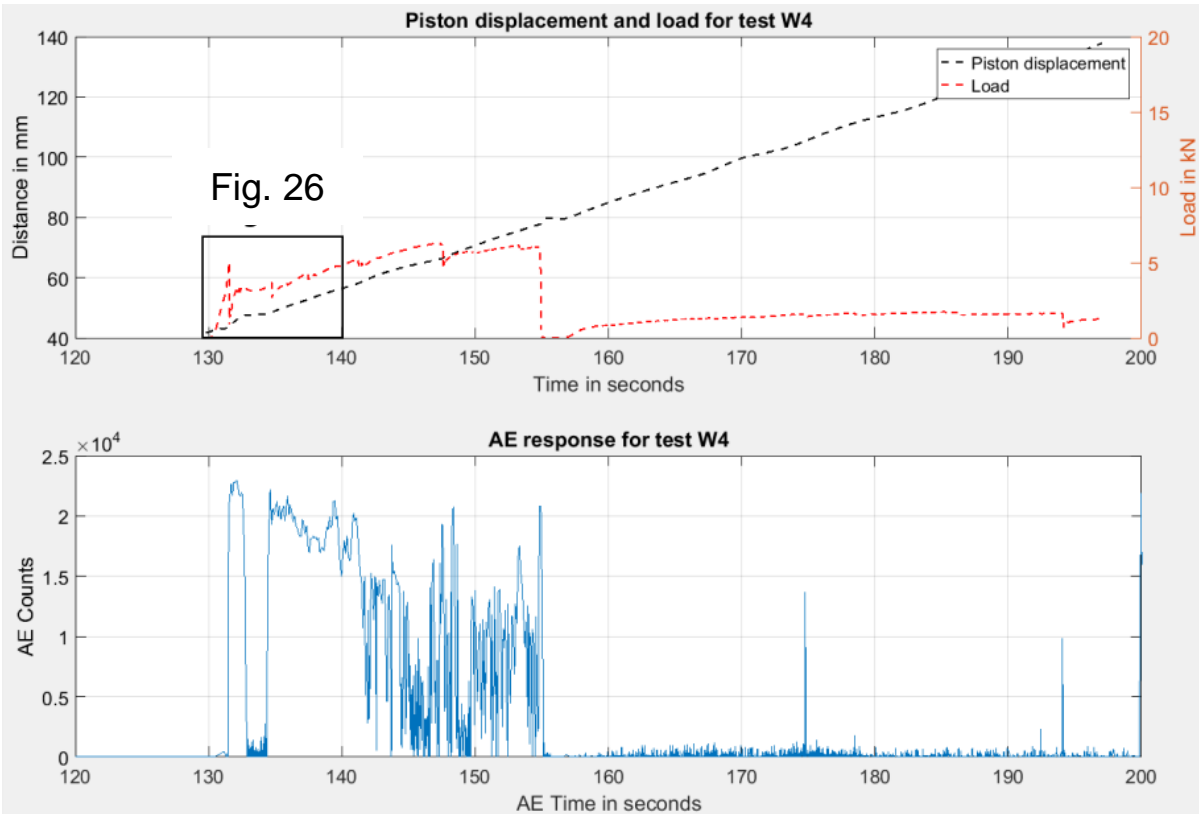 Piston displacement and load for test W4
140
120
100
80
60
40
Distance in mm
20
15
10
5
0
Load in kN
Piston displacement
Load
Fig. 26
120 130 140 150 160 170 180 190 200
Time in seconds
AE response for test W4
×10⁴
2.5
2
1.5
1
0.5
0
AE Counts
120 130 140 150 160 170 180 190 200
AE Time in seconds